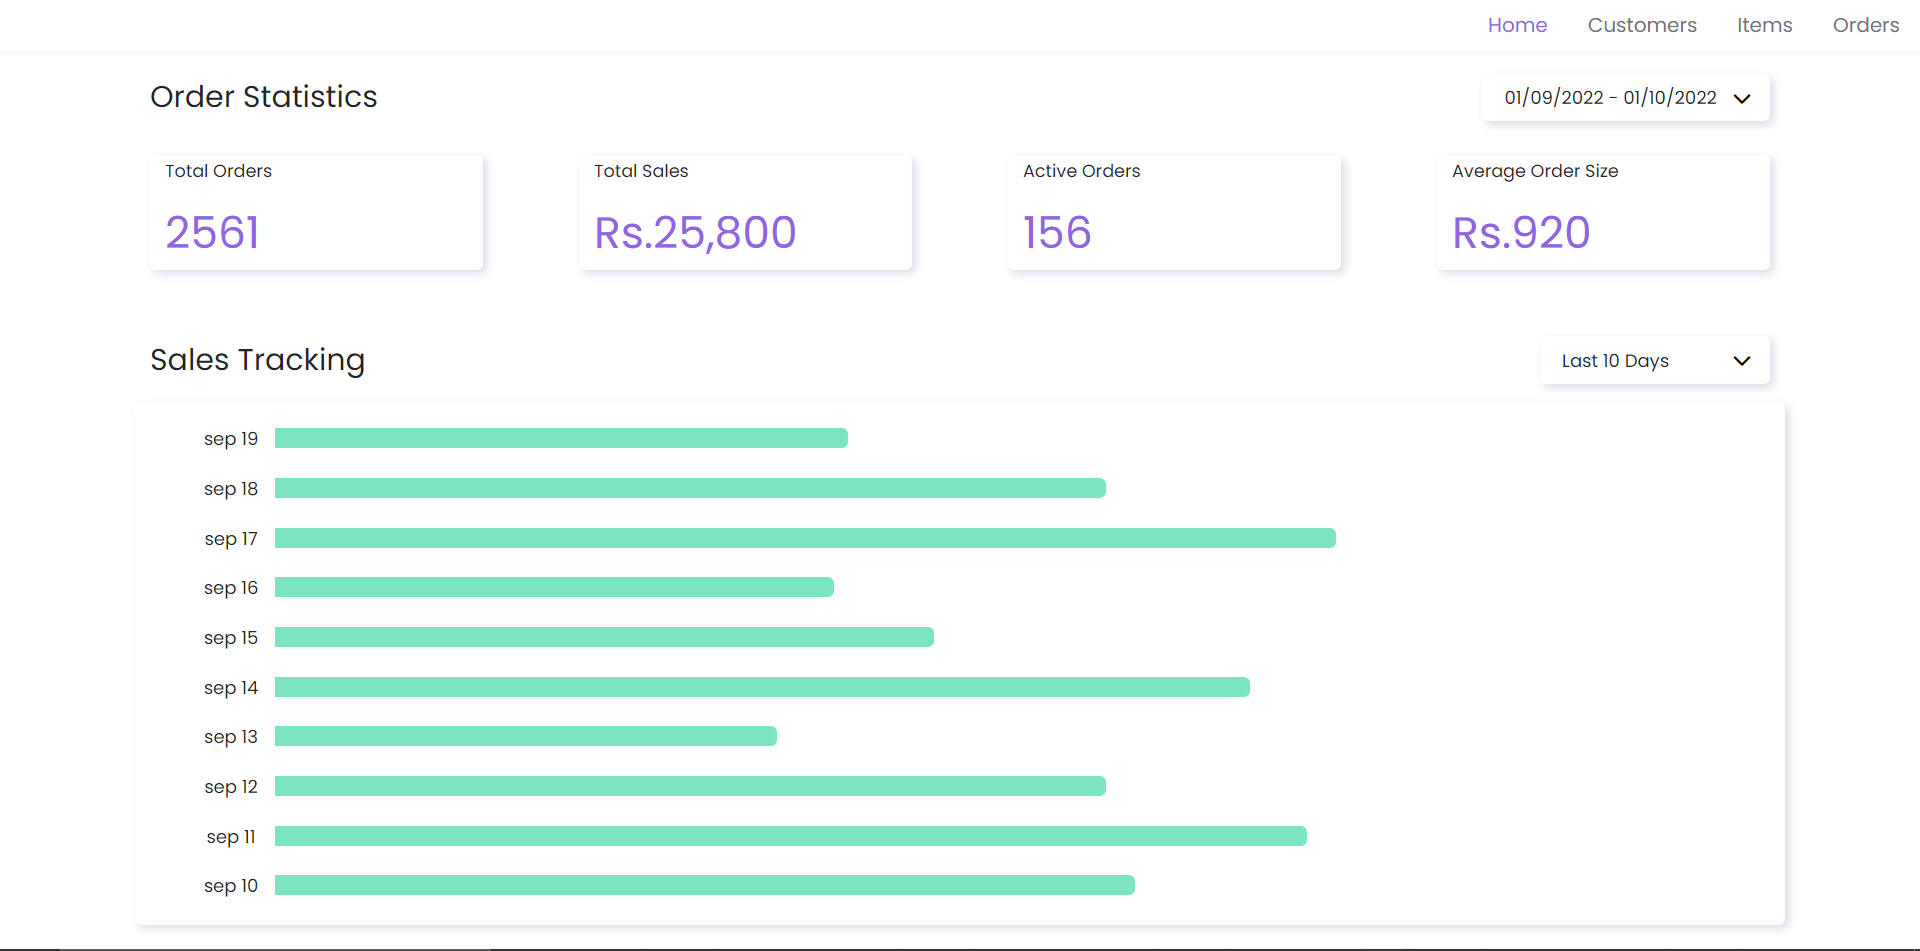 Home Customers Items Orders
Order Statistics
01/09/2022 - 01/10/2022
Total Orders
2561
Total Sales
Rs.25,800
Active Orders
156
Average Order Size
Rs.920
Sales Tracking
Last 10 Days
sep 19
sep 18
sep 17
sep 16
sep 15
sep 14
sep 13
sep 12
sep 11
sep 10